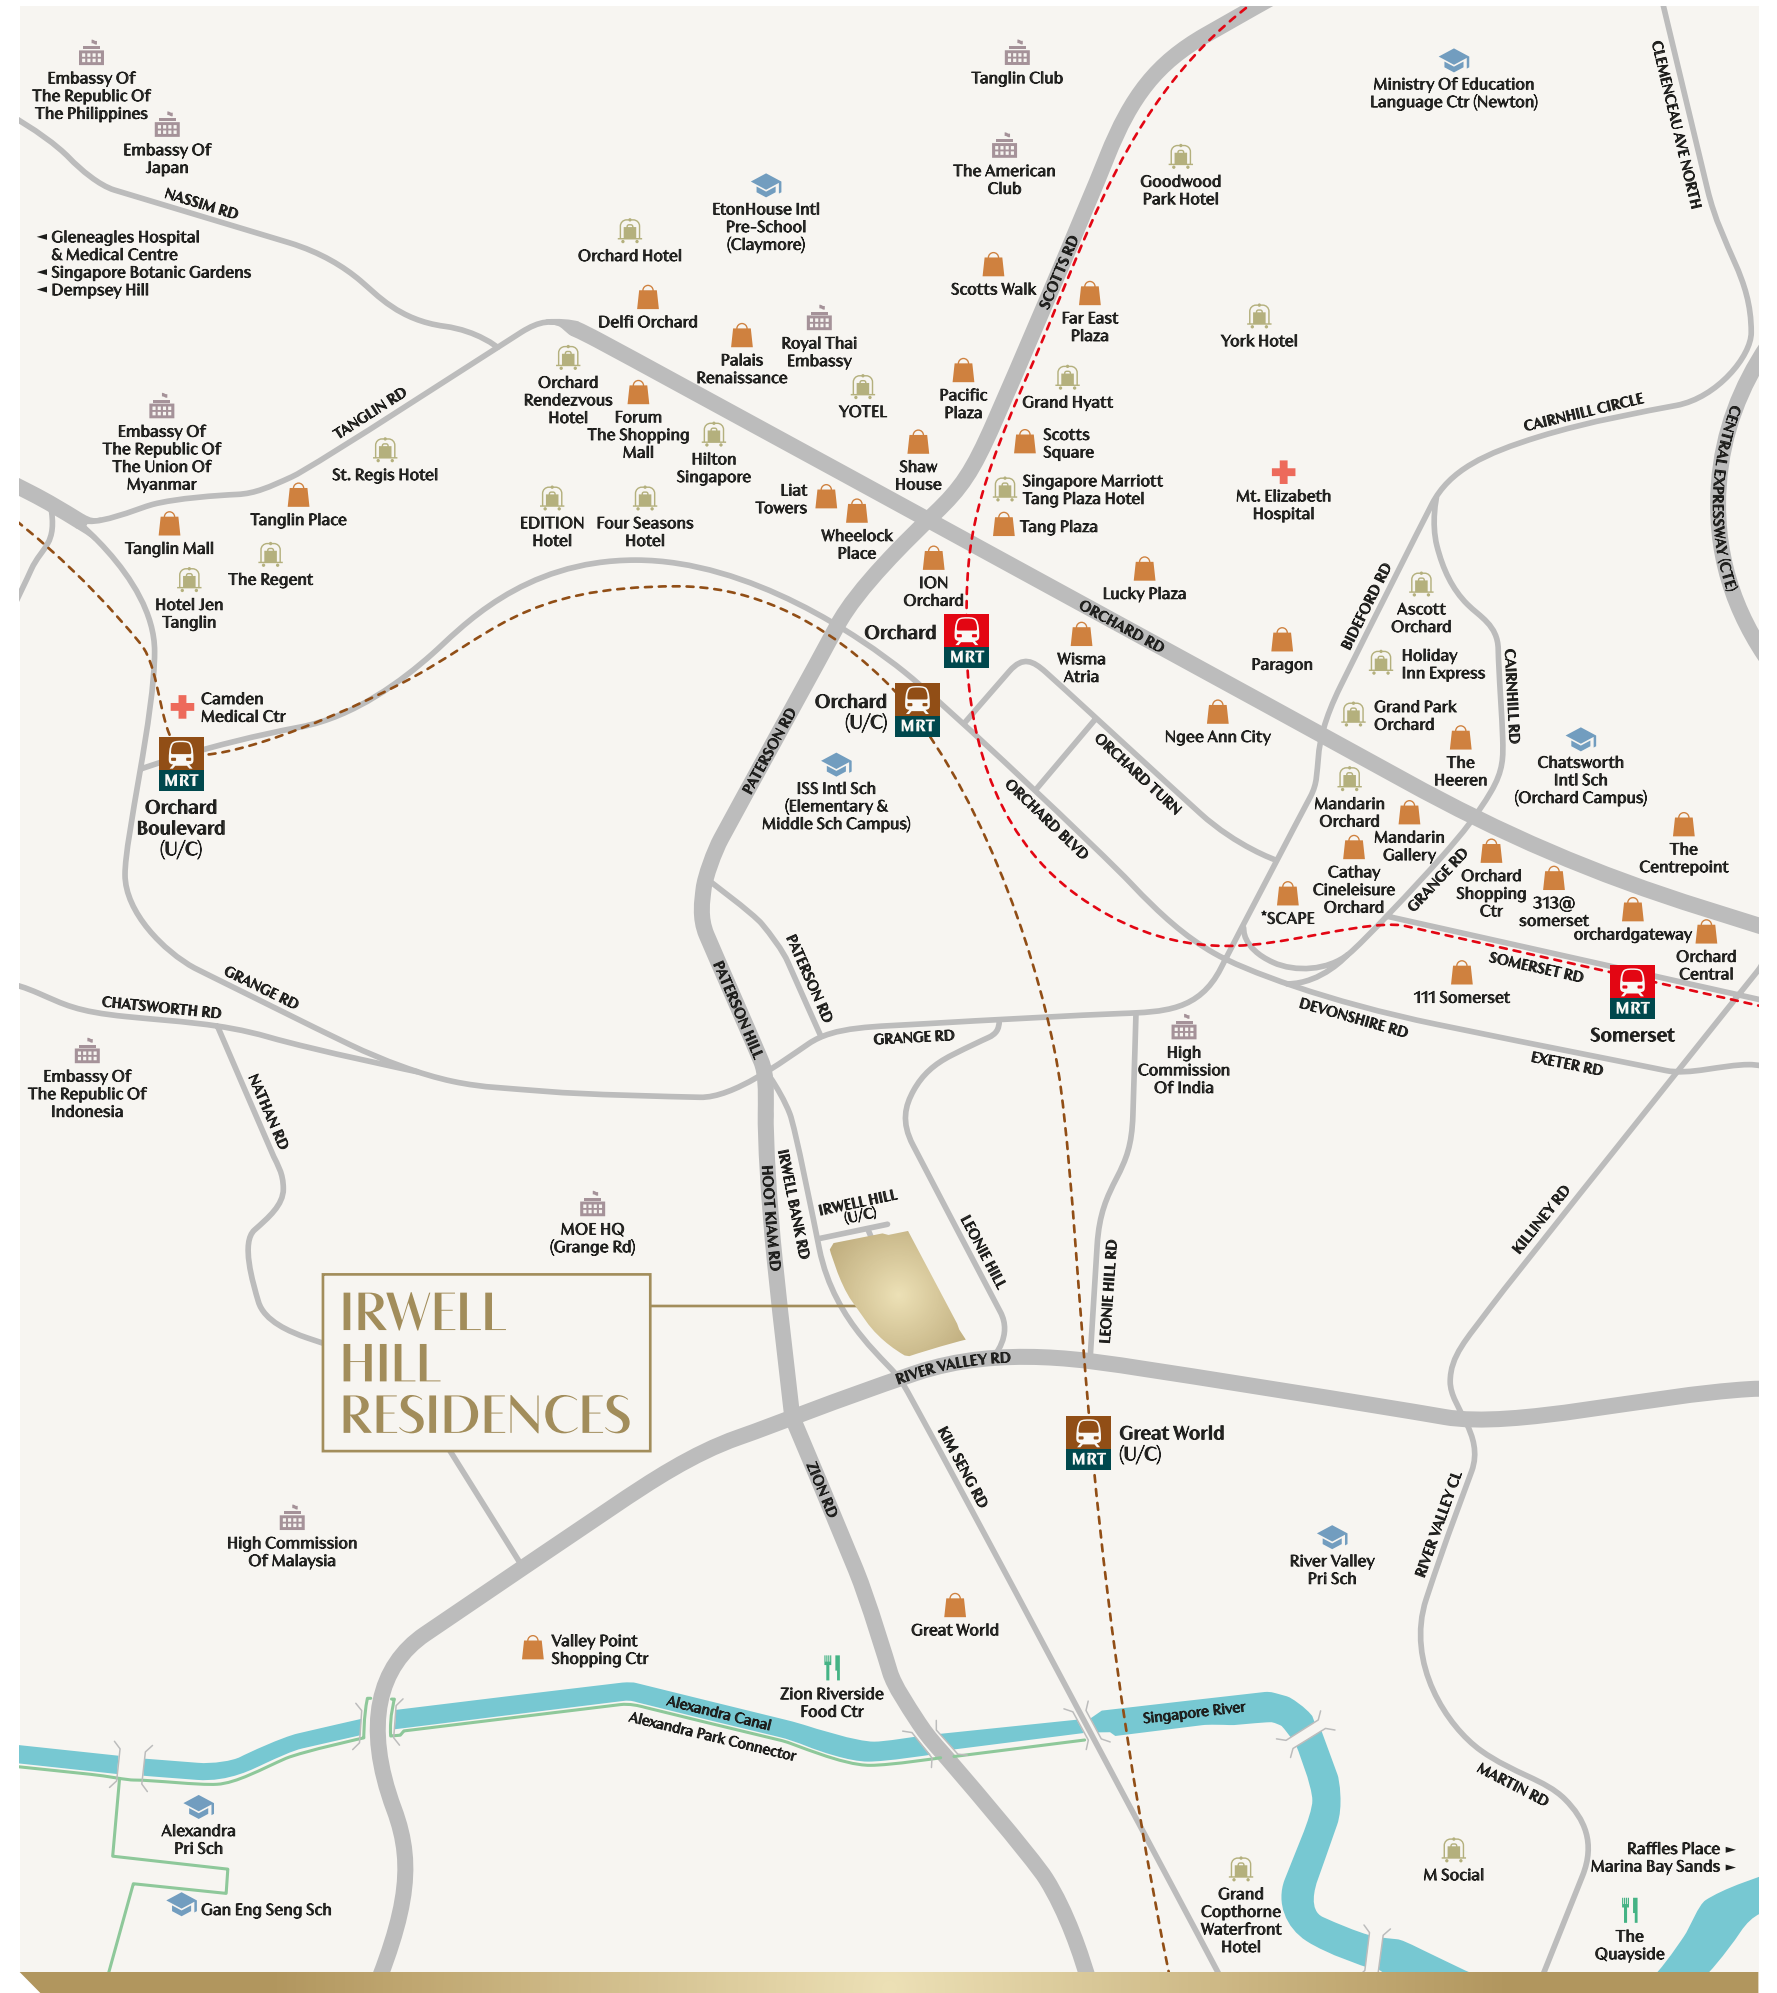 Embassy Of
The Republic Of
The Philippines
Embassy Of
Japan
NASSIM RD
◄ Gleneagles Hospital
& Medical Centre
◄ Singapore Botanic Gardens
◄ Dempsey Hill
Tanglin Club
The American
Club
Ministry Of Education
Language Ctr (Newton)
CLEMENCEAU AVE NORTH
Goodwood
Park Hotel
EtonHouse Intl
Pre-School
(Claymore)
Orchard Hotel
Delfi Orchard
Scotts Walk
SCOTTS RD
Far East
Plaza
York Hotel
Palais
Renaissance
Royal Thai
Embassy
YOTEL
Pacific
Plaza
Grand Hyatt
Orchard
Rendezvous
Hotel
Forum
The Shopping
Mall
Hilton
Singapore
TANGLIN RD
St. Regis Hotel
Embassy Of
The Republic Of
The Union Of
Myanmar
Tanglin Place
Tanglin Mall
The Regent
Hotel Jen
Tanglin
EDITION
Hotel
Four Seasons
Hotel
Liat
Towers
Wheelock
Place
Shaw
House
Scotts
Square
Singapore Marriott
Tang Plaza Hotel
Tang Plaza
ION
Orchard
Mt. Elizabeth
Hospital
CAIRNHILL CIRCLE
CENTRAL EXPRESSWAY (CTE)
Lucky Plaza
ORCHARD RD
Wisma
Atria
Paragon
BIDEFORD RD
Ascott
Orchard
Holiday
Inn Express
CAIRNHILL RD
Grand Park
Orchard
Orchard
MRT
Orchard
(U/C)
MRT
Camden
Medical Ctr
MRT
Orchard
Boulevard
(U/C)
PATERSON RD
ISS Intl Sch
(Elementary &
Middle Sch Campus)
Ngee Ann City
ORCHARD TURN
ORCHARD BLVD
The
Heeren
Chatsworth
Intl Sch
(Orchard Campus)
Mandarin
Orchard
Mandarin
Gallery
Cathay
Cineleisure
Orchard
*SCAPE
GRANGE RD
Orchard
Shopping
Ctr
313@
somerset
orchardgateway
The
Centrepoint
Orchard
Central
SOMERSET RD
111 Somerset
MRT
Somerset
DEVONSHIRE RD
EXETER RD
GRANGE RD
CHATSWORTH RD
PATERSON HILL
PATERSON RD
GRANGE RD
High
Commission
Of India
Embassy Of
The Republic Of
Indonesia
NATHAN RD
MOE HQ
(Grange Rd)
HOOT KIAM RD
IRWELL BANK RD
IRWELL HILL
(U/C)
LEONIE HILL
LEONIE HILL RD
KILLINEY RD
IRWELL
HILL
RESIDENCES
RIVER VALLEY RD
MRT
Great World
(U/C)
KIM SENG RD
ZION RD
RIVER VALLEY CL
High Commission
Of Malaysia
River Valley
Pri Sch
Great World
Valley Point
Shopping Ctr
Zion Riverside
Food Ctr
Alexandra Canal
Alexandra Park Connector
Singapore River
MARTIN RD
Alexandra
Pri Sch
Gan Eng Seng Sch
Grand
Copthorne
Waterfront
Hotel
M Social
Raffles Place ►
Marina Bay Sands ►
The
Quayside